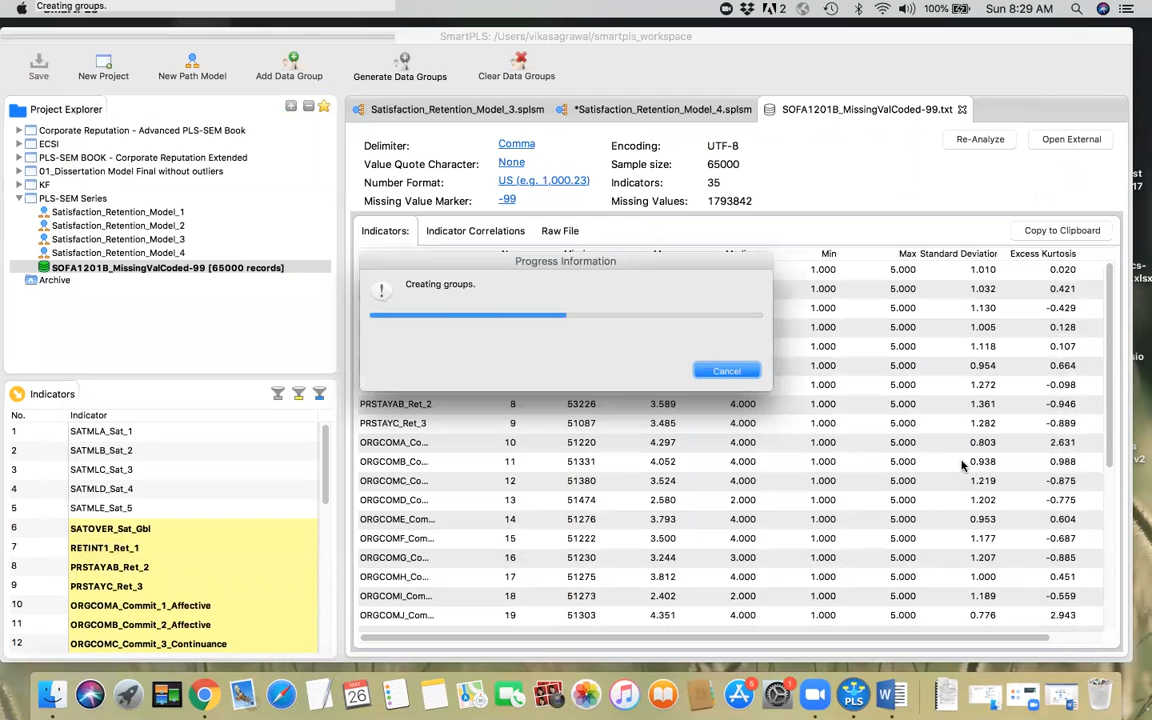 Creating groups.
100%
Sun 8:29 AM
2
SmartPLS: /Users/vikasagrawal/smartpls_workspace
Save
New Project
New Path Model
Add Data Group
Generate Data Groups
Clear Data Groups
Project Explorer
Corporate Reputation - Advanced PLS-SEM Book
ECSI
PLS-SEM BOOK - Corporate Reputation Extended
01_Dissertation Model Final without outliers
KF
PLS-SEM Series
Satisfaction_Retention_Model_1
Satisfaction_Retention_Model_2
Satisfaction_Retention_Model_3
Satisfaction_Retention_Model_4
SOFA1201B_MissingValCoded-99 [65000 records]
Archive
Indicators
No. Indicator
1 SATMLA_Sat_1
2 SATMLB_Sat_2
3 SATMLC_Sat_3
4 SATMLD_Sat_4
5 SATMLE_Sat_5
6 SATOVER_Sat_Gbl
7 RETINT1_Ret_1
8 PRSTAYAB_Ret_2
9 PRSTAYC_Ret_3
10 ORGCOMA_Commit_1_Affective
11 ORGCOMB_Commit_2_Affective
12 ORGCOMC_Commit_3_Continuance
Satisfaction_Retention_Model_3.splsm
*Satisfaction_Retention_Model_4.splsm
SOFA1201B_MissingValCoded-99.txt
Delimiter: Comma Encoding: UTF-8
Value Quote Character: None Sample size: 65000
Number Format: US (e.g. 1,000.23) Indicators: 35
Missing Value Marker: -99 Missing Values: 1793842
Re-Analyze
Open External
Indicators:
Indicator Correlations
Raw File
Copy to Clipboard
Min Max Standard Deviation Excess Kurtosis
1.000 5.000 1.010 0.020
1.000 5.000 1.032 0.421
1.000 5.000 1.130 -0.429
1.000 5.000 1.005 0.128
1.000 5.000 1.118 0.107
1.000 5.000 0.954 0.664
1.000 5.000 1.272 -0.098
PRSTAYAB_Ret_2 8 53226 3.589 4.000 1.000 5.000 1.361 -0.946
PRSTAYC_Ret_3 9 51087 3.485 4.000 1.000 5.000 1.282 -0.889
ORGCOMA_Co... 10 51220 4.297 4.000 1.000 5.000 0.803 2.631
ORGCOMB_Co... 11 51331 4.052 4.000 1.000 5.000 0.938 0.988
ORGCOMC_Co... 12 51380 3.524 4.000 1.000 5.000 1.219 -0.875
ORGCOMD_Co... 13 51474 2.580 2.000 1.000 5.000 1.202 -0.775
ORGCOME_Com... 14 51279 3.793 4.000 1.000 5.000 0.953 0.604
ORGCOMF_Com... 15 51222 3.500 4.000 1.000 5.000 1.177 -0.687
ORGCOMG_Co... 16 51230 3.244 3.000 1.000 5.000 1.207 -0.885
ORGCOMH_Co... 17 51275 3.812 4.000 1.000 5.000 1.000 0.451
ORGCOMI_Com... 18 51273 2.402 2.000 1.000 5.000 1.189 -0.559
ORGCOMJ_Com... 19 51303 4.351 4.000 1.000 5.000 0.776 2.943
Progress Information
Creating groups.
Cancel
MAY
26
5
1
PLS